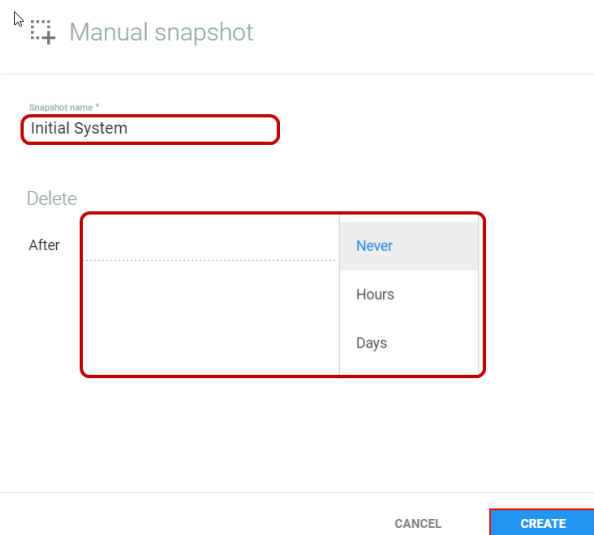 Manual snapshot
Snapshot name *
Initial System
Delete
After
Never
Hours
Days
CANCEL
CREATE